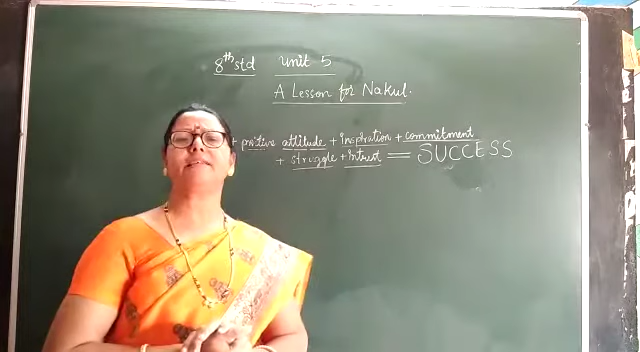 8th std Unit 5
A Lesson for Nakul.
+ positive attitude + inspiration + commitment
+ struggle + intrest = SUCCESS